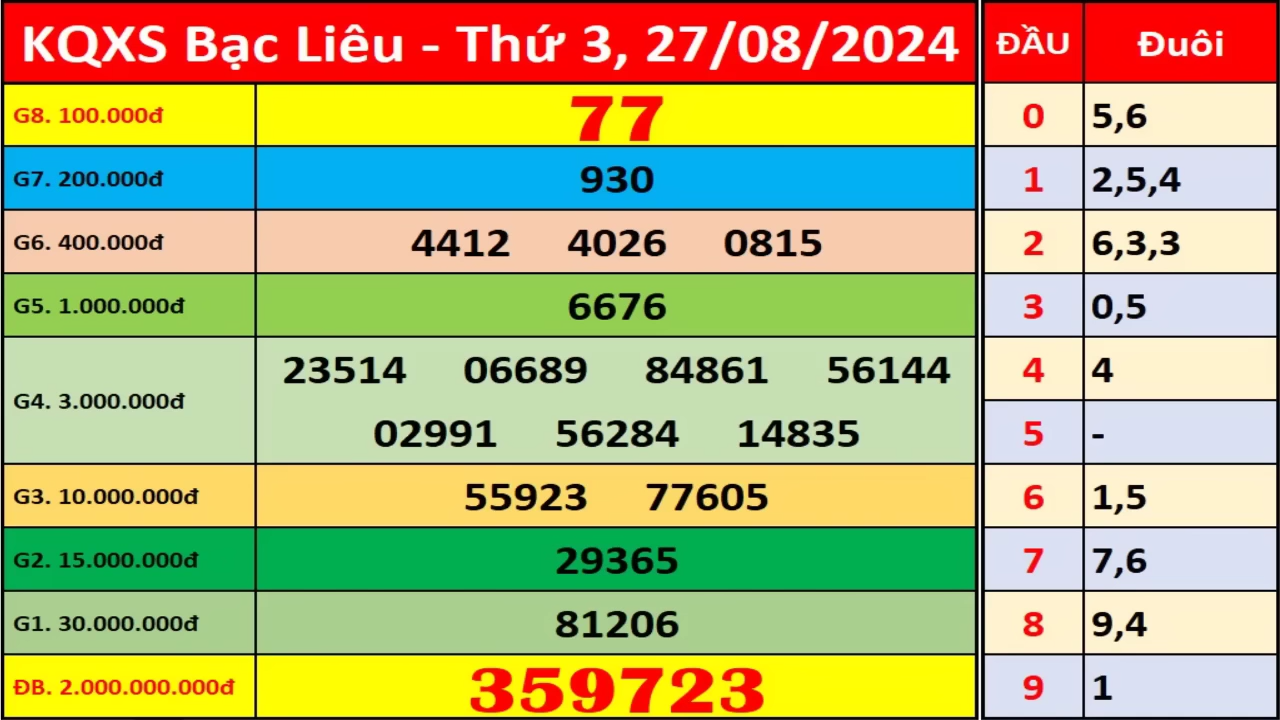 KQXS Bạc Liêu - Thứ 3, 27/08/2024
G8. 100.000đ 77
G7. 200.000đ 930
G6. 400.000đ 4412 4026 0815
G5. 1.000.000đ 6676
G4. 3.000.000đ 23514 06689 84861 56144
02991 56284 14835
G3. 10.000.000đ 55923 77605
G2. 15.000.000đ 29365
G1. 30.000.000đ 81206
ĐB. 2.000.000.000đ 359723
ĐẦU Đuôi
0 5,6
1 2,5,4
2 6,3,3
3 0,5
4 4
5 -
6 1,5
7 7,6
8 9,4
9 1